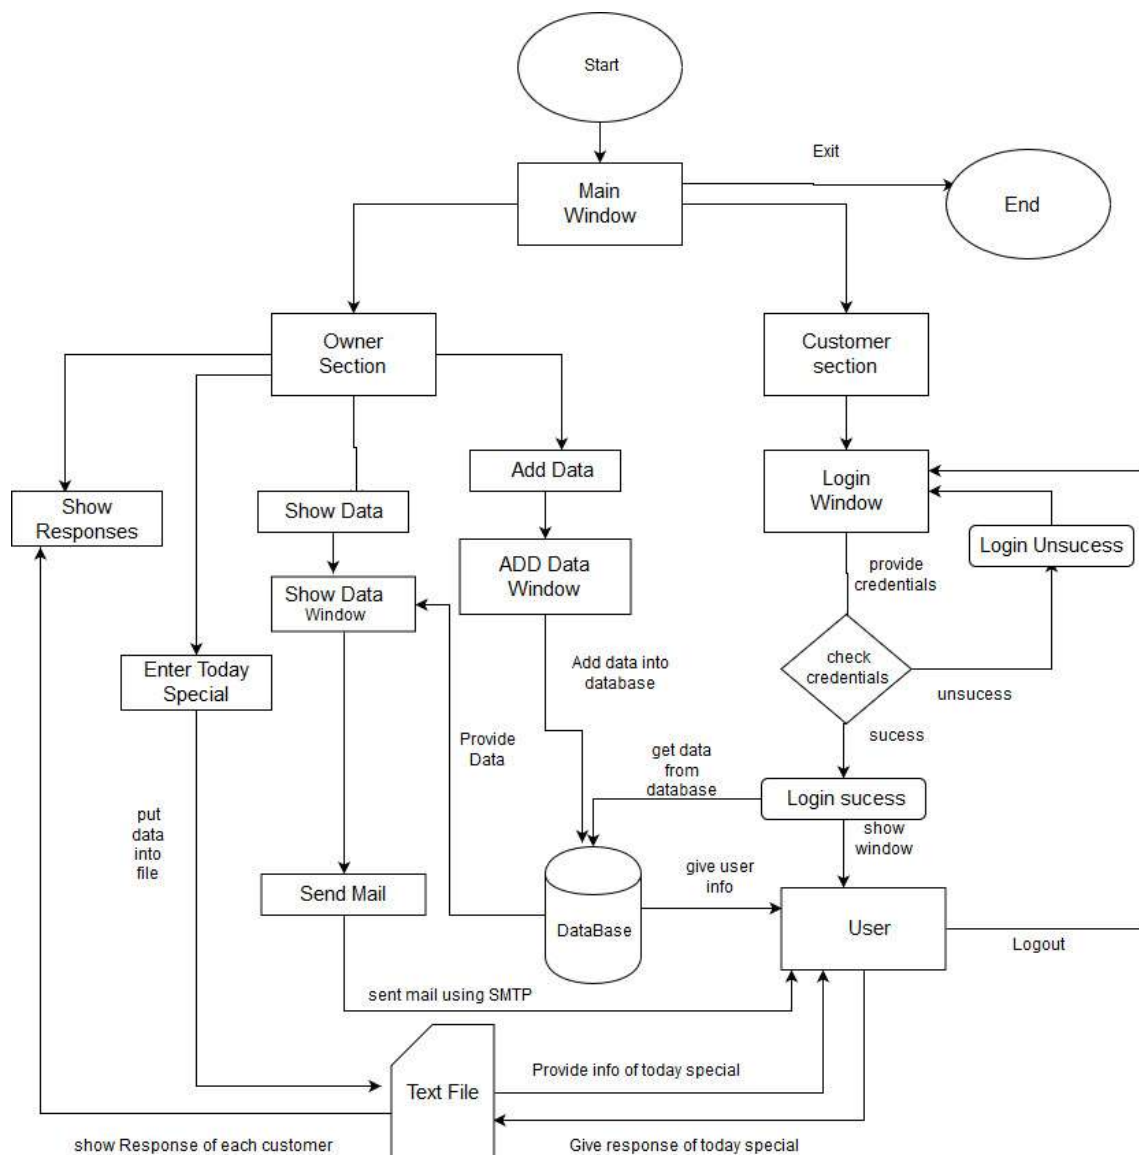 Start
Exit
Main
Window
End
Owner
Section
Customer
section
Add Data
Login
Window
Show
Responses
Show Data
Login Unsucess
ADD Data
Window
provide
credentials
Show Data
Window
Enter Today
Special
Add data into
database
check
credentials
unsucess
Provide
Data
get data
from
database
sucess
Login sucess
put
data
into
file
show
window
Send Mail
give user
info
DataBase
User
Logout
sent mail using SMTP
Text File
Provide info of today special
show Response of each customer
Give response of today special